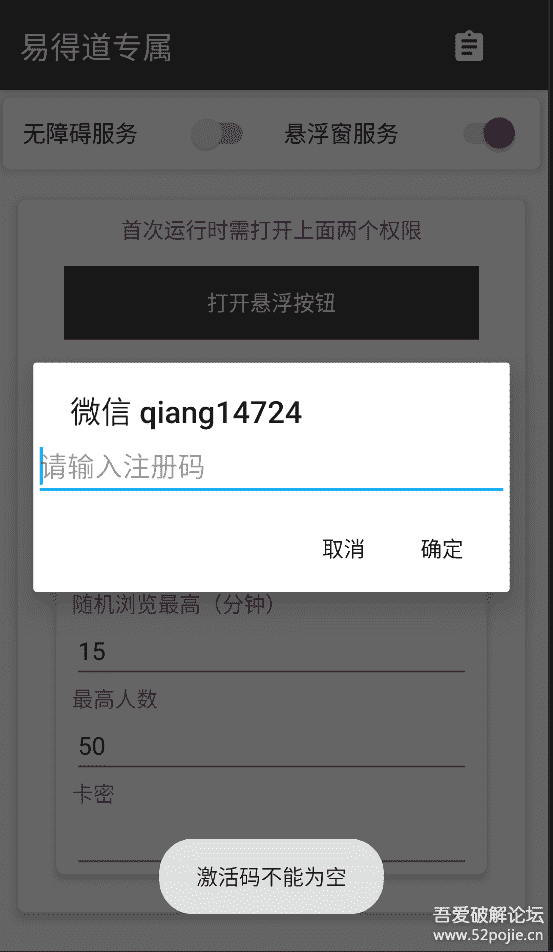 易得道专属
无障碍服务 悬浮窗服务
首次运行时需打开上面两个权限
打开悬浮按钮
微信 qiang14724
请输入注册码
取消 确定
随机浏览最高（分钟）
15
最高人数
50
卡密
激活码不能为空
吾爱破解论坛
www.52pojie.cn